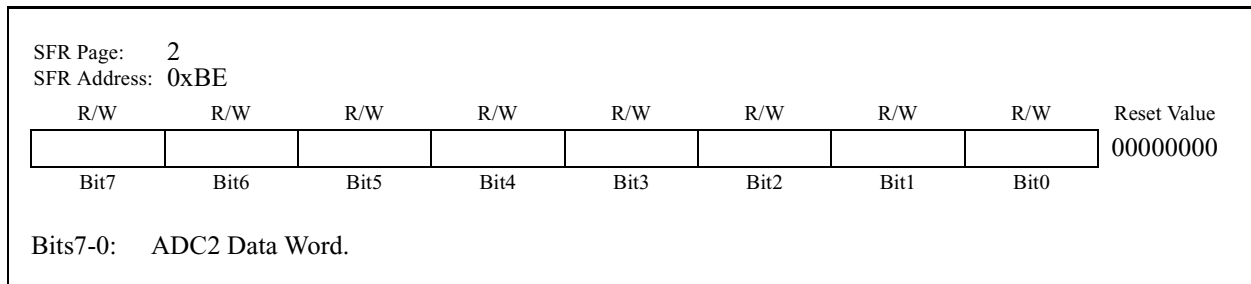 SFR Page: 2
SFR Address: 0xBE
R/W R/W R/W R/W R/W R/W R/W R/W Reset Value
00000000
Bit7 Bit6 Bit5 Bit4 Bit3 Bit2 Bit1 Bit0
Bits7-0: ADC2 Data Word.